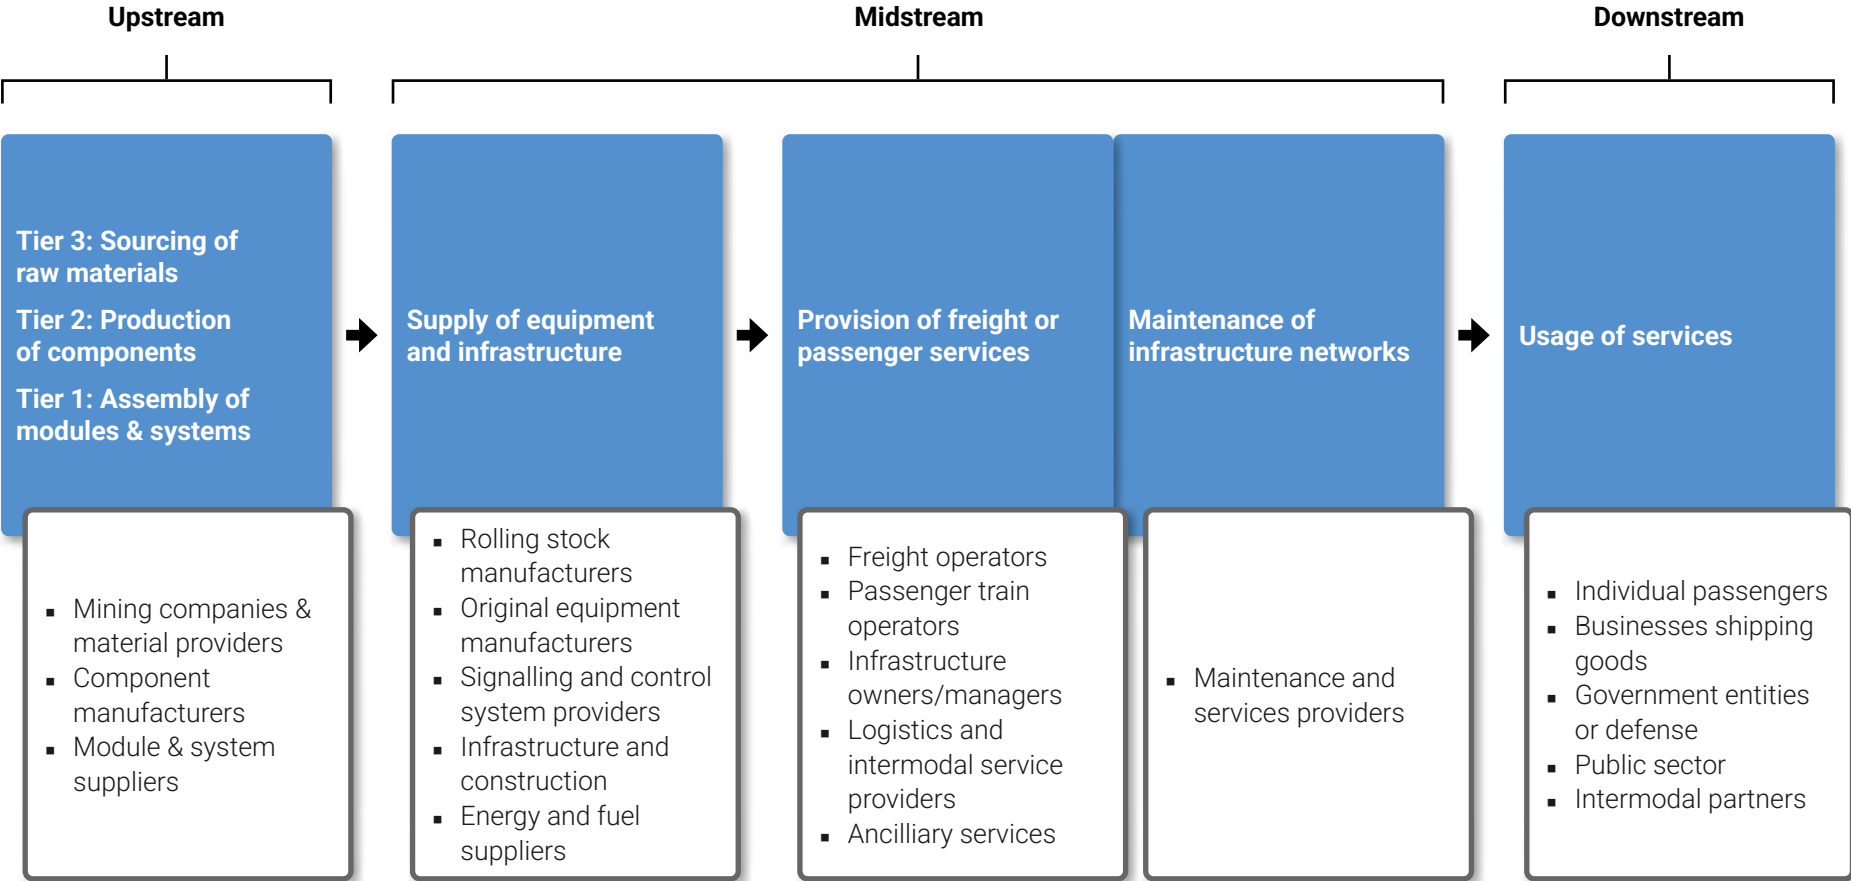 Upstream
Midstream
Downstream
Tier 3: Sourcing of
raw materials
Tier 2: Production
of components
Tier 1: Assembly of
modules & systems
Supply of equipment
and infrastructure
Provision of freight or
passenger services
Maintenance of
infrastructure networks
Usage of services
▪ Mining companies &
material providers
▪ Component
manufacturers
▪ Module & system
suppliers
▪ Rolling stock
manufacturers
▪ Original equipment
manufacturers
▪ Signalling and control
system providers
▪ Infrastructure and
construction
▪ Energy and fuel
suppliers
▪ Freight operators
▪ Passenger train
operators
▪ Infrastructure
owners/managers
▪ Logistics and
intermodal service
providers
▪ Ancilliary services
▪ Maintenance and
services providers
▪ Individual passengers
▪ Businesses shipping
goods
▪ Government entities
or defense
▪ Public sector
▪ Intermodal partners